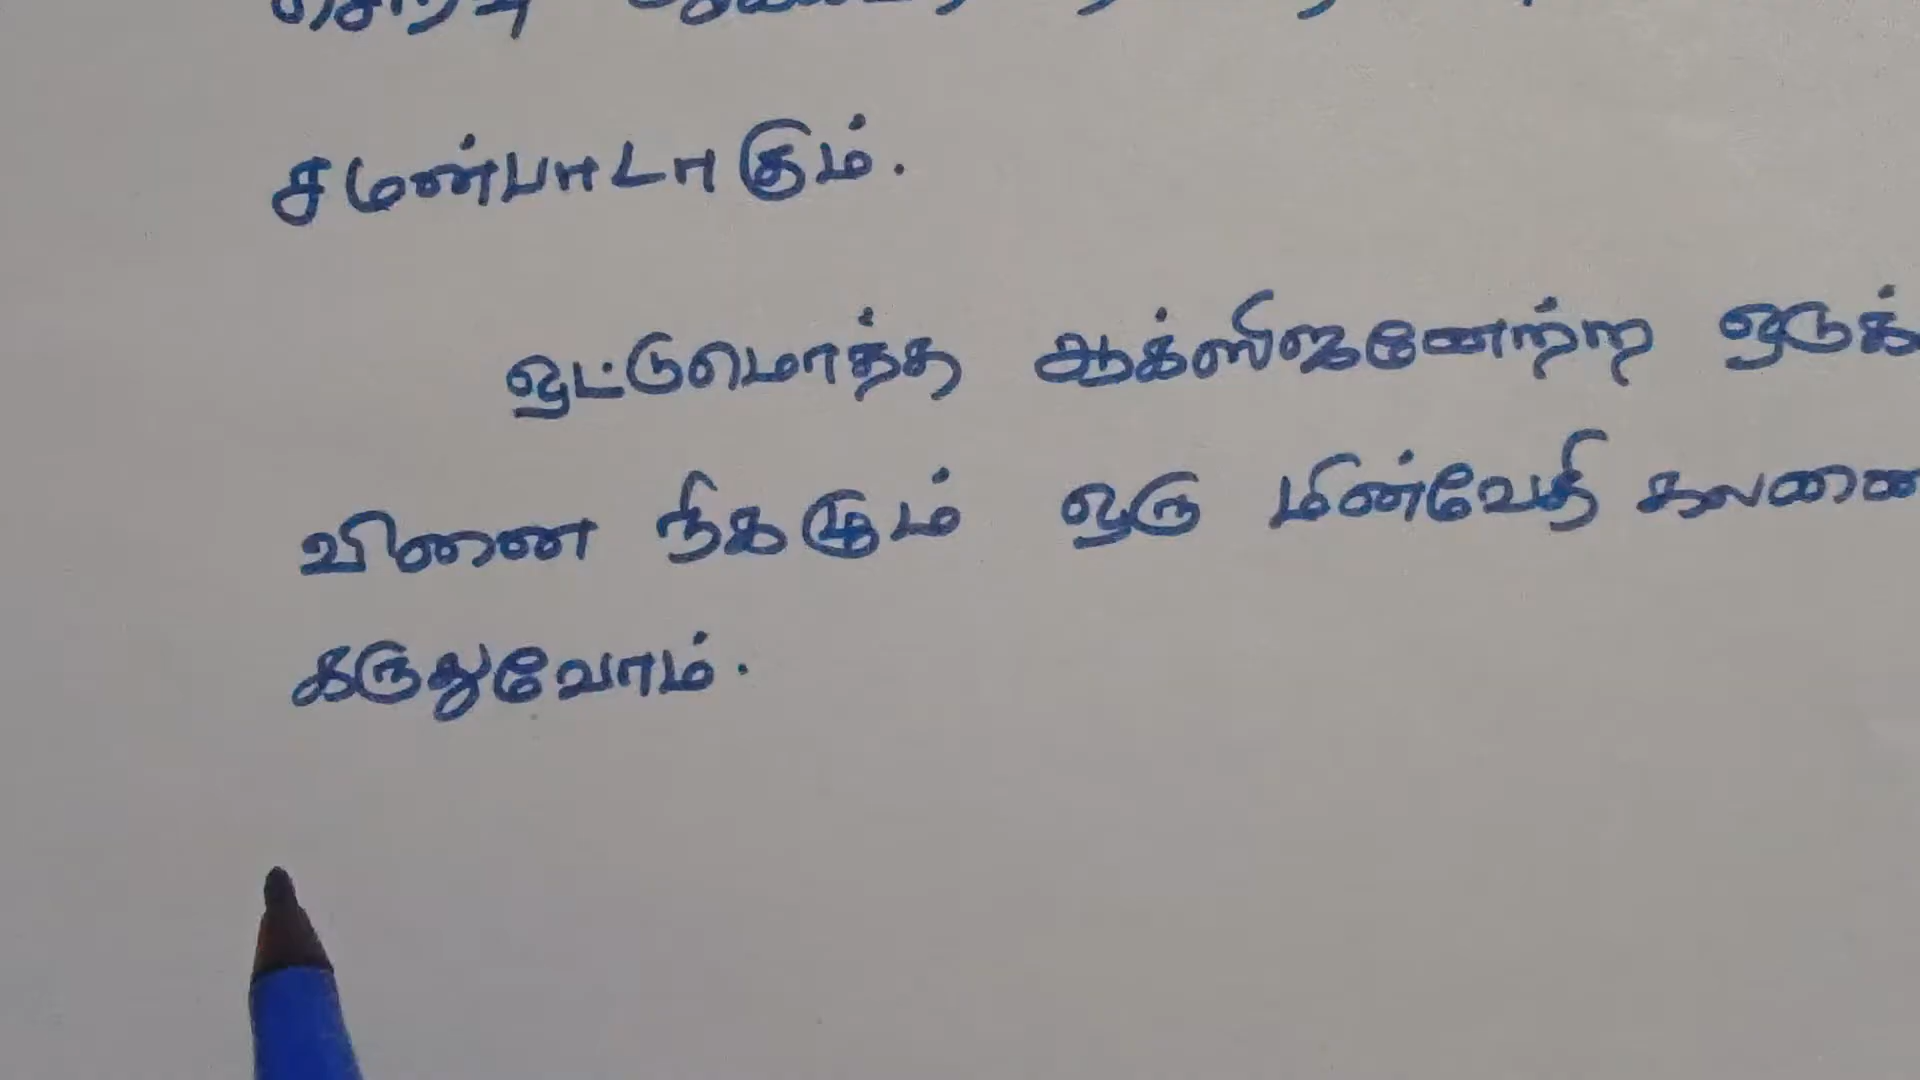 சமன்பாடாகும்.
ஒட்டுமொத்த ஆக்ஸிஜனேற்ற ஒடுக்
வினை நிகழும் ஒரு மின்வேதி கலனை
கருதுவோம்.